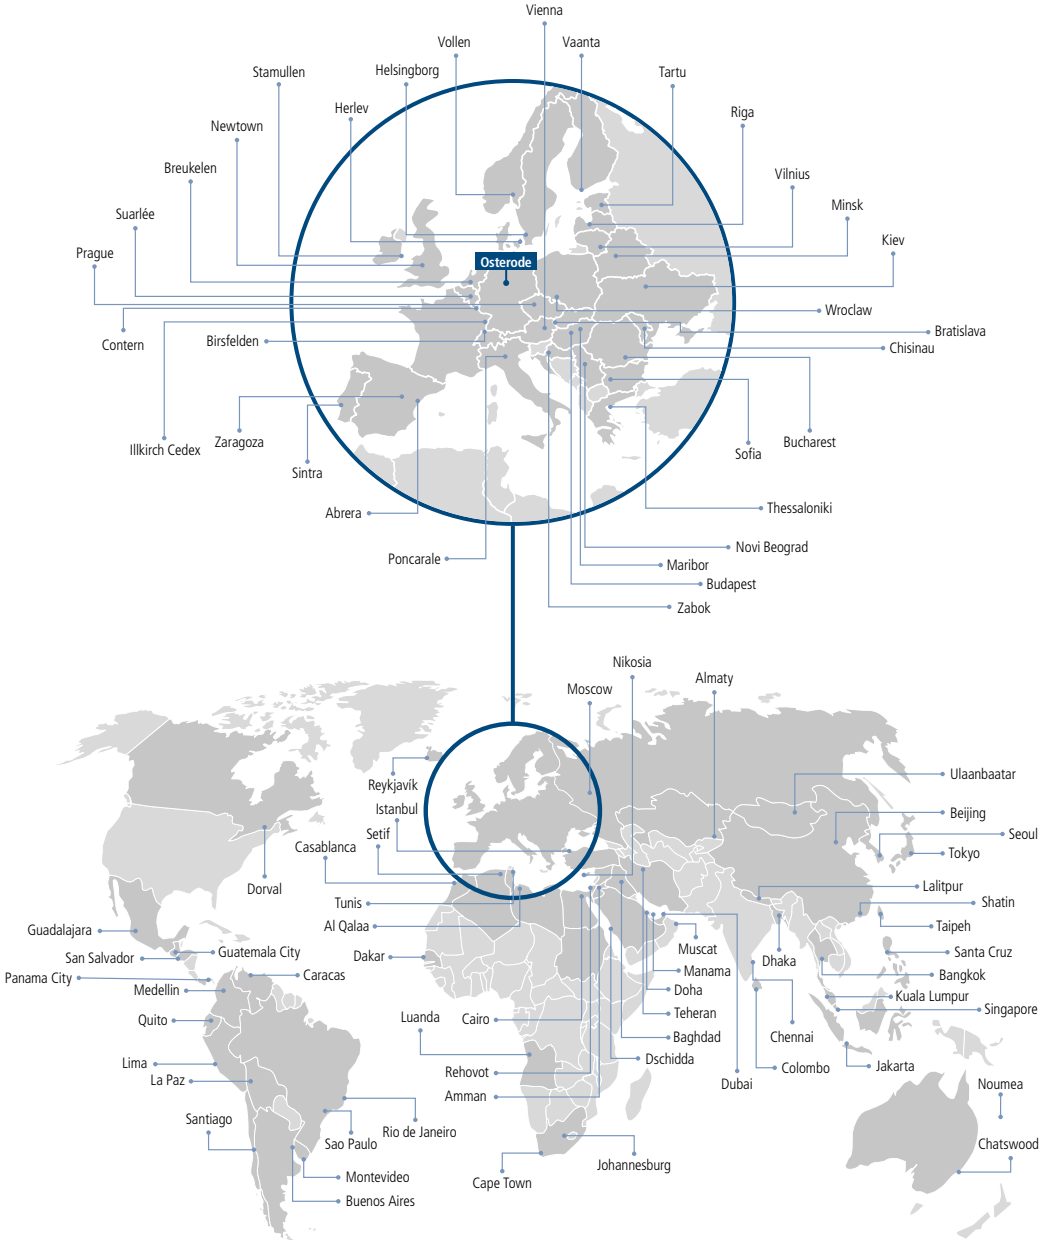 Vienna
Vollen
Vaanta
Stamullen
Helsingborg
Tartu
Herlev
Riga
Newtown
Breukelen
Vilnius
Minsk
Suarlée
Kiev
Prague
Osterode
Wroclaw
Bratislava
Contern
Birsfelden
Chisinau
Illkirch Cedex
Zaragoza
Bucharest
Sofia
Sintra
Abrera
Thessaloniki
Novi Beograd
Poncarale
Maribor
Budapest
Zabok
Nikosia
Almaty
Moscow
Ulaanbaatar
Reykjavík
Istanbul
Beijing
Setif
Seoul
Casablanca
Tokyo
Dorval
Lalitpur
Tunis
Shatin
Al Qalaa
Taipeh
Guadalajara
Guatemala City
Muscat
San Salvador
Dakar
Dhaka
Santa Cruz
Panama City
Caracas
Manama
Bangkok
Medellin
Doha
Kuala Lumpur
Quito
Luanda
Cairo
Teheran
Singapore
Baghdad
Chennai
Lima
Dschidda
La Paz
Rehovot
Colombo
Jakarta
Dubai
Noumea
Amman
Santiago
Rio de Janeiro
Sao Paulo
Chatswood
Johannesburg
Montevideo
Cape Town
Buenos Aires